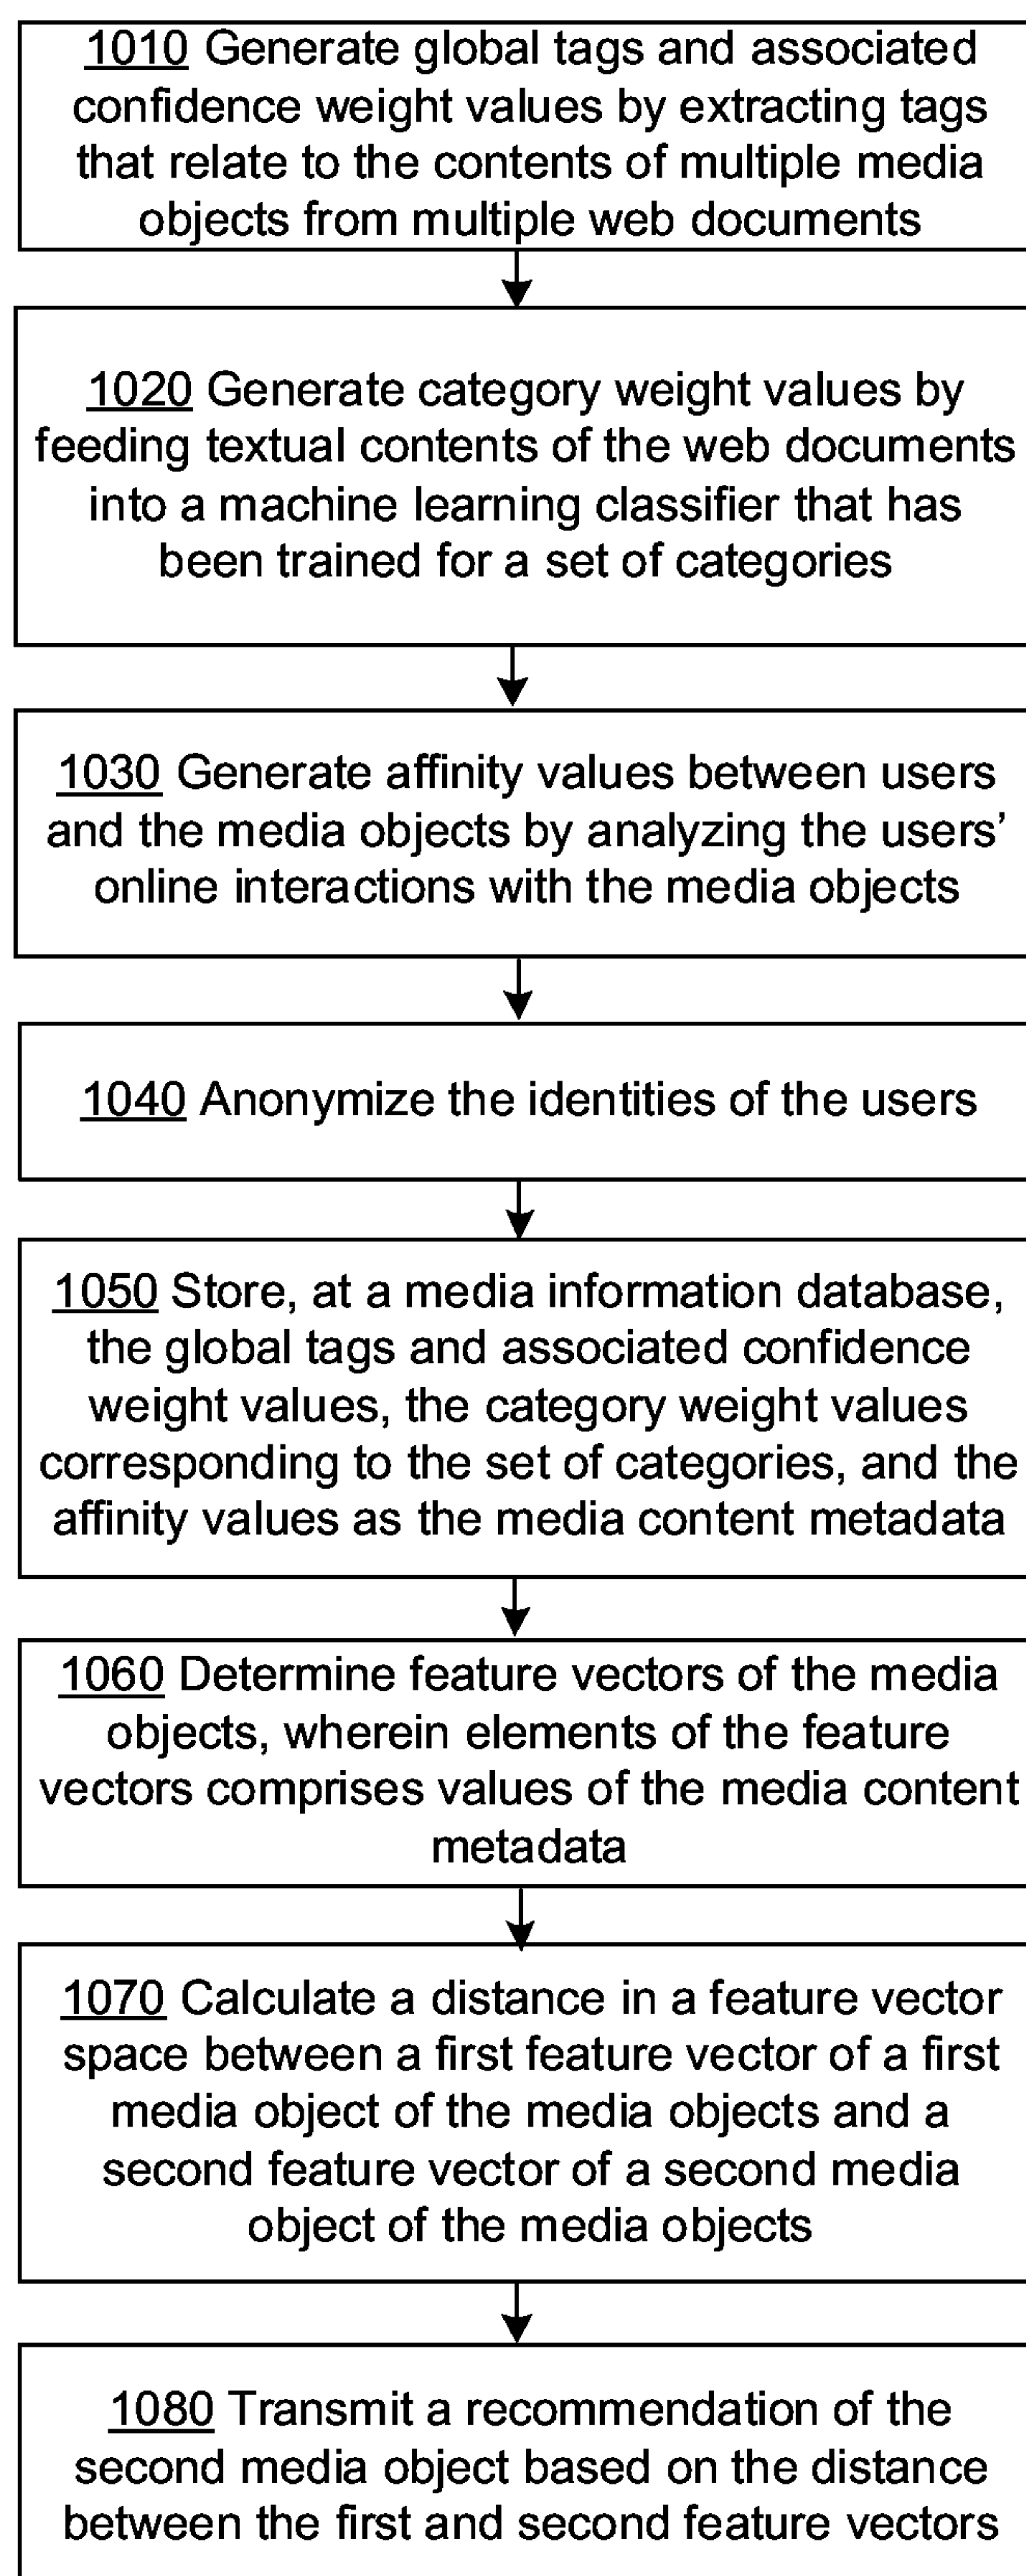 1010 Generate global tags and associated
confidence weight values by extracting tags
that relate to the contents of multiple media
objects from multiple web documents
1020 Generate category weight values by
feeding textual contents of the web documents
into a machine learning classifier that has
been trained for a set of categories
1030 Generate affinity values between users
and the media objects by analyzing the users’
online interactions with the media objects
1040 Anonymize the identities of the users
1050 Store, at a media information database,
the global tags and associated confidence
weight values, the category weight values
corresponding to the set of categories, and the
affinity values as the media content metadata
1060 Determine feature vectors of the media
objects, wherein elements of the feature
vectors comprises values of the media content
metadata
1070 Calculate a distance in a feature vector
space between a first feature vector of a first
media object of the media objects and a
second feature vector of a second media
object of the media objects
1080 Transmit a recommendation of the
second media object based on the distance
between the first and second feature vectors